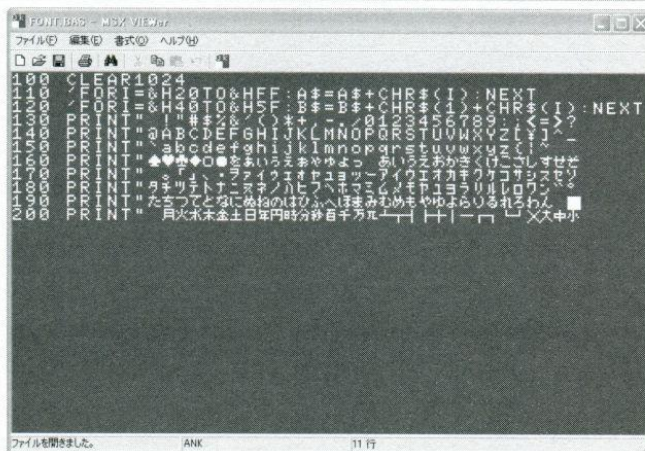 FONT.BAS - MSX VIEWer
ファイル(F) 編集(E) 書式(O) ヘルプ(H)
100 CLEAR1024
110 'FORI=&H20TO&HFF:A$=A$+CHR$(I):NEXT
120 'FORI=&H40TO&H5F:B$=B$+CHR$(1)+CHR$(I):NEXT
130 PRINT" !"#$%&'()*+,-./0123456789:;<=>?
140 PRINT"@ABCDEFGHIJKLMNOPQRSTUVWXYZ[¥]^_
150 PRINT"`abcdefghijklmnopqrstuvwxyz{|}~
160 PRINT"♠♥♣♦○●をぁぃぅぇぉゃゅょっ あいうえおかきくけこさしすせそ
170 PRINT" 。「」、・ヲァィゥェォャュョッーアイウエオカキクケコサシスセソ
180 PRINT"タチツテトナニヌネノハヒフヘホマミムメモヤユヨラリルレロワン゛゜
190 PRINT"たちつてとなにぬねのはひふへほまみむめもやゆよらりるれろわん ■
200 PRINT" 月火水木金土日年円時分秒百千万π┴┬┤├┼│─┌┐└┘╳大中小
ファイルを開きました。 ANK 11 行